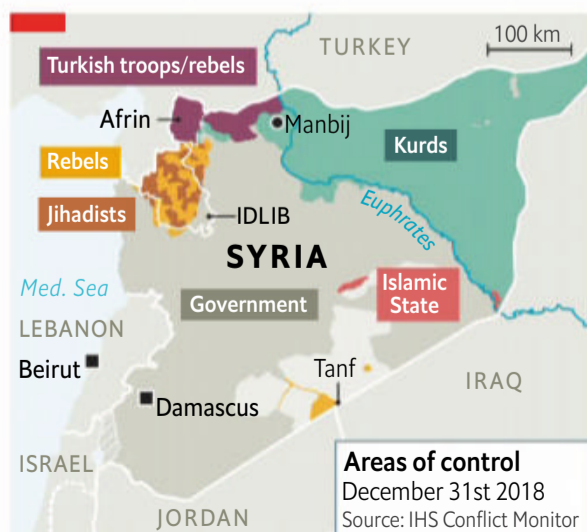 TURKEY
100 km
Turkish troops/rebels
Afrin
Manbij
Kurds
Rebels
Jihadists
IDLIB
Euphrates
SYRIA
Med. Sea
Government
Islamic
State
LEBANON
Beirut
Tanf
IRAQ
Damascus
ISRAEL
JORDAN
Areas of control
December 31st 2018
Source: IHS Conflict Monitor